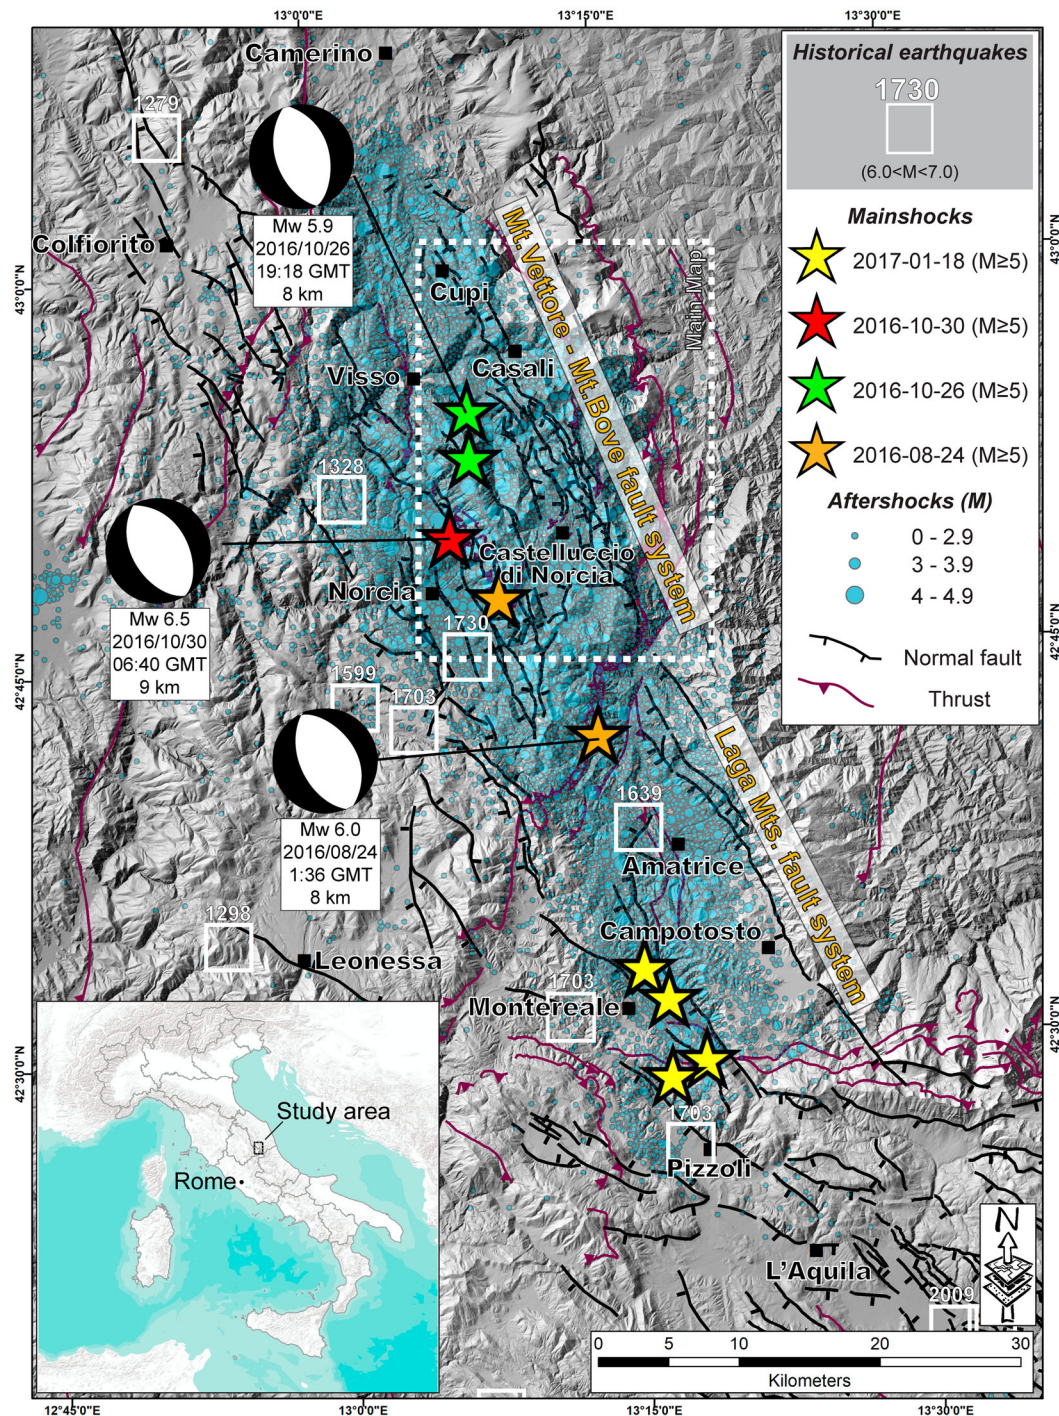 13°0'0"E
13°15'0"E
13°30'0"E
Camerino
1279
Mw 5.9
2016/10/26
19:18 GMT
8 km
Colfiorito
Cupi
Casali
Visso
Mt.Vettore - Mt.Bove fault system
Main Map
1328
Castelluccio
di Norcia
Norcia
1730
Mw 6.5
2016/10/30
06:40 GMT
9 km
1599
1703
Mw 6.0
2016/08/24
1:36 GMT
8 km
1639
Amatrice
Laga Mts. fault system
Campotosto
1298
Leonessa
1703
Montereale
1703
Pizzoli
L'Aquila
2009
Historical earthquakes
1730
(6.0<M<7.0)
Mainshocks
2017-01-18 (M≥5)
2016-10-30 (M≥5)
2016-10-26 (M≥5)
2016-08-24 (M≥5)
Aftershocks (M)
0 - 2.9
3 - 3.9
4 - 4.9
Normal fault
Thrust
43°0'0"N
42°45'0"N
42°30'0"N
43°0'0"N
42°45'0"N
42°30'0"N
Study area
Rome
N
0 5 10 20 30
Kilometers
12°45'0"E
13°0'0"E
13°15'0"E
13°30'0"E